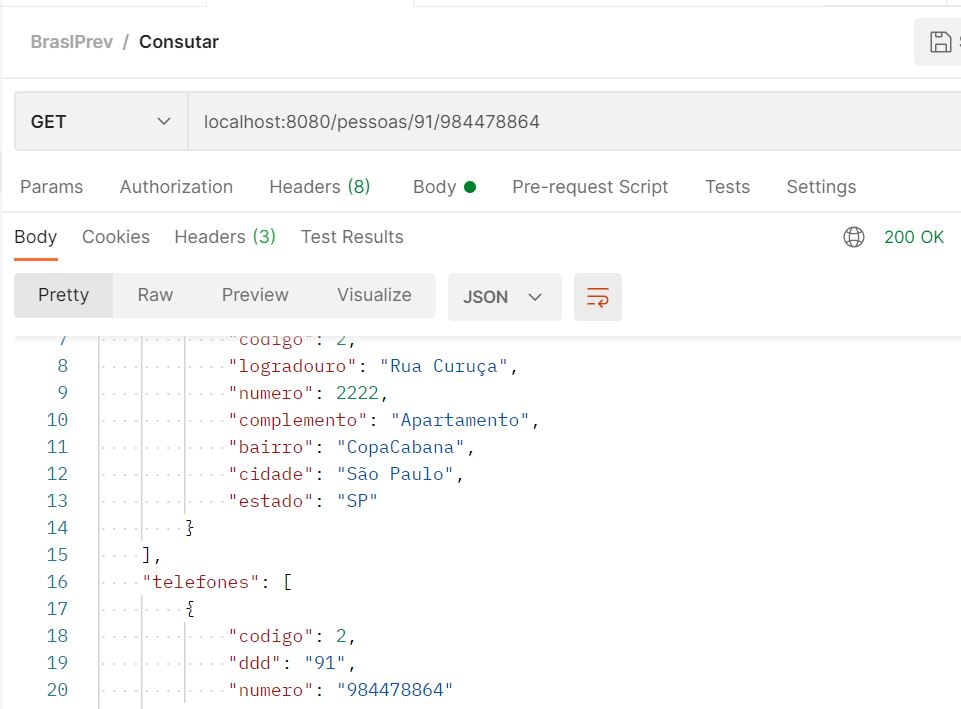 BraslPrev / Consutar
GET localhost:8080/pessoas/91/984478864
Params Authorization Headers (8) Body Pre-request Script Tests Settings
Body Cookies Headers (3) Test Results 200 OK
Pretty Raw Preview Visualize JSON
7 "codigo": 2,
8 "logradouro": "Rua Curuça",
9 "numero": 2222,
10 "complemento": "Apartamento",
11 "bairro": "CopaCabana",
12 "cidade": "São Paulo",
13 "estado": "SP"
14 }
15 ],
16 "telefones": [
17 {
18 "codigo": 2,
19 "ddd": "91",
20 "numero": "984478864"